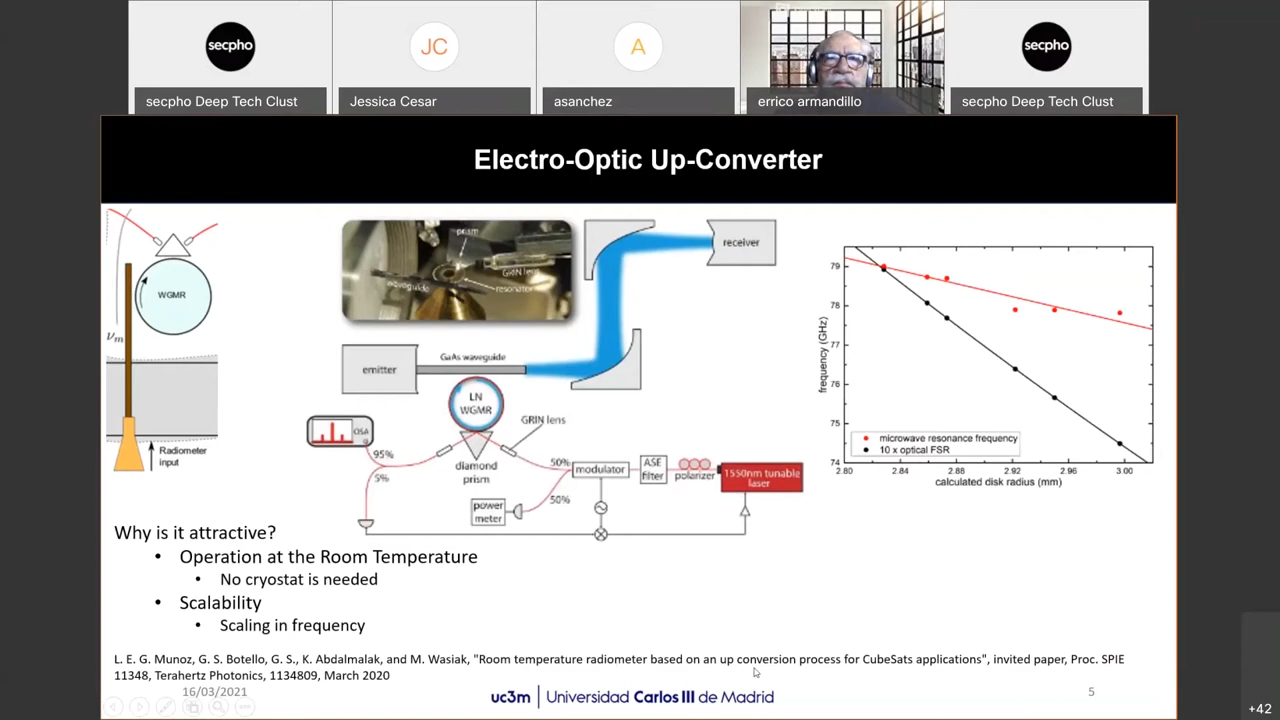 secpho
JC
A
secpho
secpho Deep Tech Clust
Jessica Cesar
asanchez
errico armandillo
secpho Deep Tech Clust
Electro-Optic Up-Converter
WGMR
νm
Radiometer
input
prism
GRIN lens
waveguide
resonator
receiver
emitter
GaAs waveguide
LN
WGMR
GRIN lens
OSA
95%
5%
diamond
prism
50%
50%
modulator
ASE
filter
polarizer
1550nm tunable
laser
power
meter
79
78
77
76
75
74
frequency (GHz)
microwave resonance frequency
10 x optical FSR
2.80
2.84
2.88
2.92
2.96
3.00
calculated disk radius (mm)
Why is it attractive?
• Operation at the Room Temperature
• No cryostat is needed
• Scalability
• Scaling in frequency
L. E. G. Munoz, G. S. Botello, G. S., K. Abdalmalak, and M. Wasiak, "Room temperature radiometer based on an up conversion process for CubeSats applications", invited paper, Proc. SPIE
11348, Terahertz Photonics, 1134809, March 2020
16/03/2021
uc3m | Universidad Carlos III de Madrid
5
+42